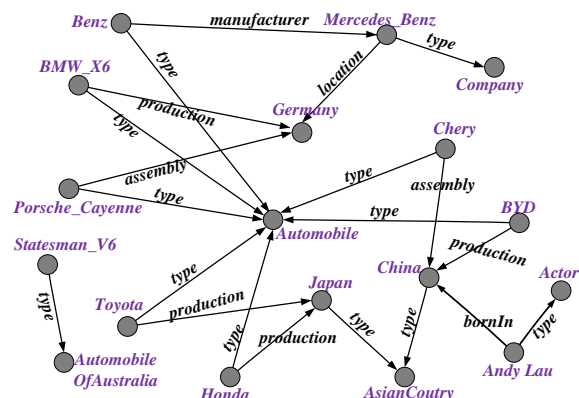 Benz
manufacturer
Mercedes_Benz
type
Company
BMW_X6
type
production
location
Germany
type
Chery
assembly
type
assembly
Porsche_Cayenne
type
type
BYD
Automobile
Statesman_V6
China
production
Actor
type
Toyota
type
production
Japan
type
type
bornIn
type
Automobile
OfAustralia
type
production
Honda
AsianCoutry
Andy Lau